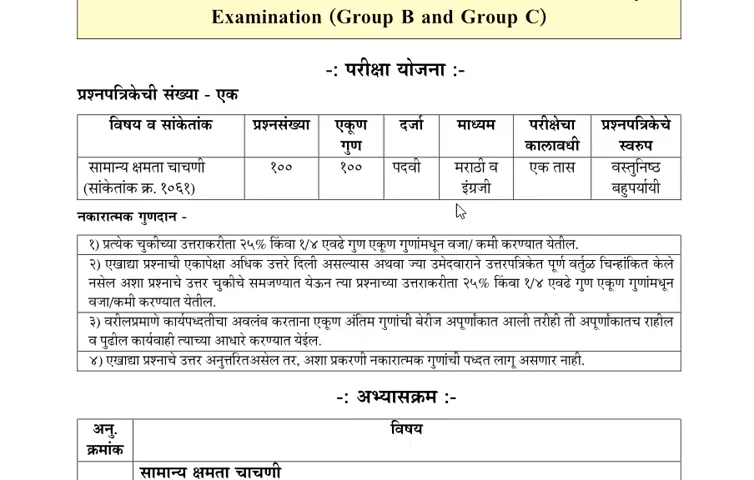 Examination (Group B and Group C)
-: परीक्षा योजना :-
प्रश्नपत्रिकेची संख्या - एक
विषय व सांकेतांक प्रश्नसंख्या एकूण गुण दर्जा माध्यम परीक्षेचा कालावधी प्रश्नपत्रिकेचे स्वरुप
सामान्य क्षमता चाचणी (सांकेतांक क्र. १०६१) १०० १०० पदवी मराठी व इंग्रजी एक तास वस्तुनिष्ठ बहुपर्यायी
नकारात्मक गुणदान -
१) प्रत्येक चुकीच्या उत्तराकरीता २५% किंवा १/४ एवढे गुण एकूण गुणांमधून वजा/ कमी करण्यात येतील.
२) एखाद्या प्रश्नाची एकापेक्षा अधिक उत्तरे दिली असल्यास अथवा ज्या उमेदवाराने उत्तरपत्रिकेत पूर्ण वर्तुळ चिन्हांकित केले
नसेल अशा प्रश्नाचे उत्तर चुकीचे समजण्यात येऊन त्या प्रश्नाच्या उत्तराकरीता २५% किंवा १/४ एवढे गुण एकूण गुणांमधून
वजा/कमी करण्यात येतील.
३) वरीलप्रमाणे कार्यपध्दतीचा अवलंब करताना एकूण अंतिम गुणांची बेरीज अपूर्णांकात आली तरीही ती अपूर्णांकातच राहील
व पुढील कार्यवाही त्याच्या आधारे करण्यात येईल.
४) एखाद्या प्रश्नाचे उत्तर अनुत्तरितअसेल तर, अशा प्रकरणी नकारात्मक गुणांची पध्दत लागू असणार नाही.
-: अभ्यासक्रम :-
अनु. क्रमांक विषय
सामान्य क्षमता चाचणी